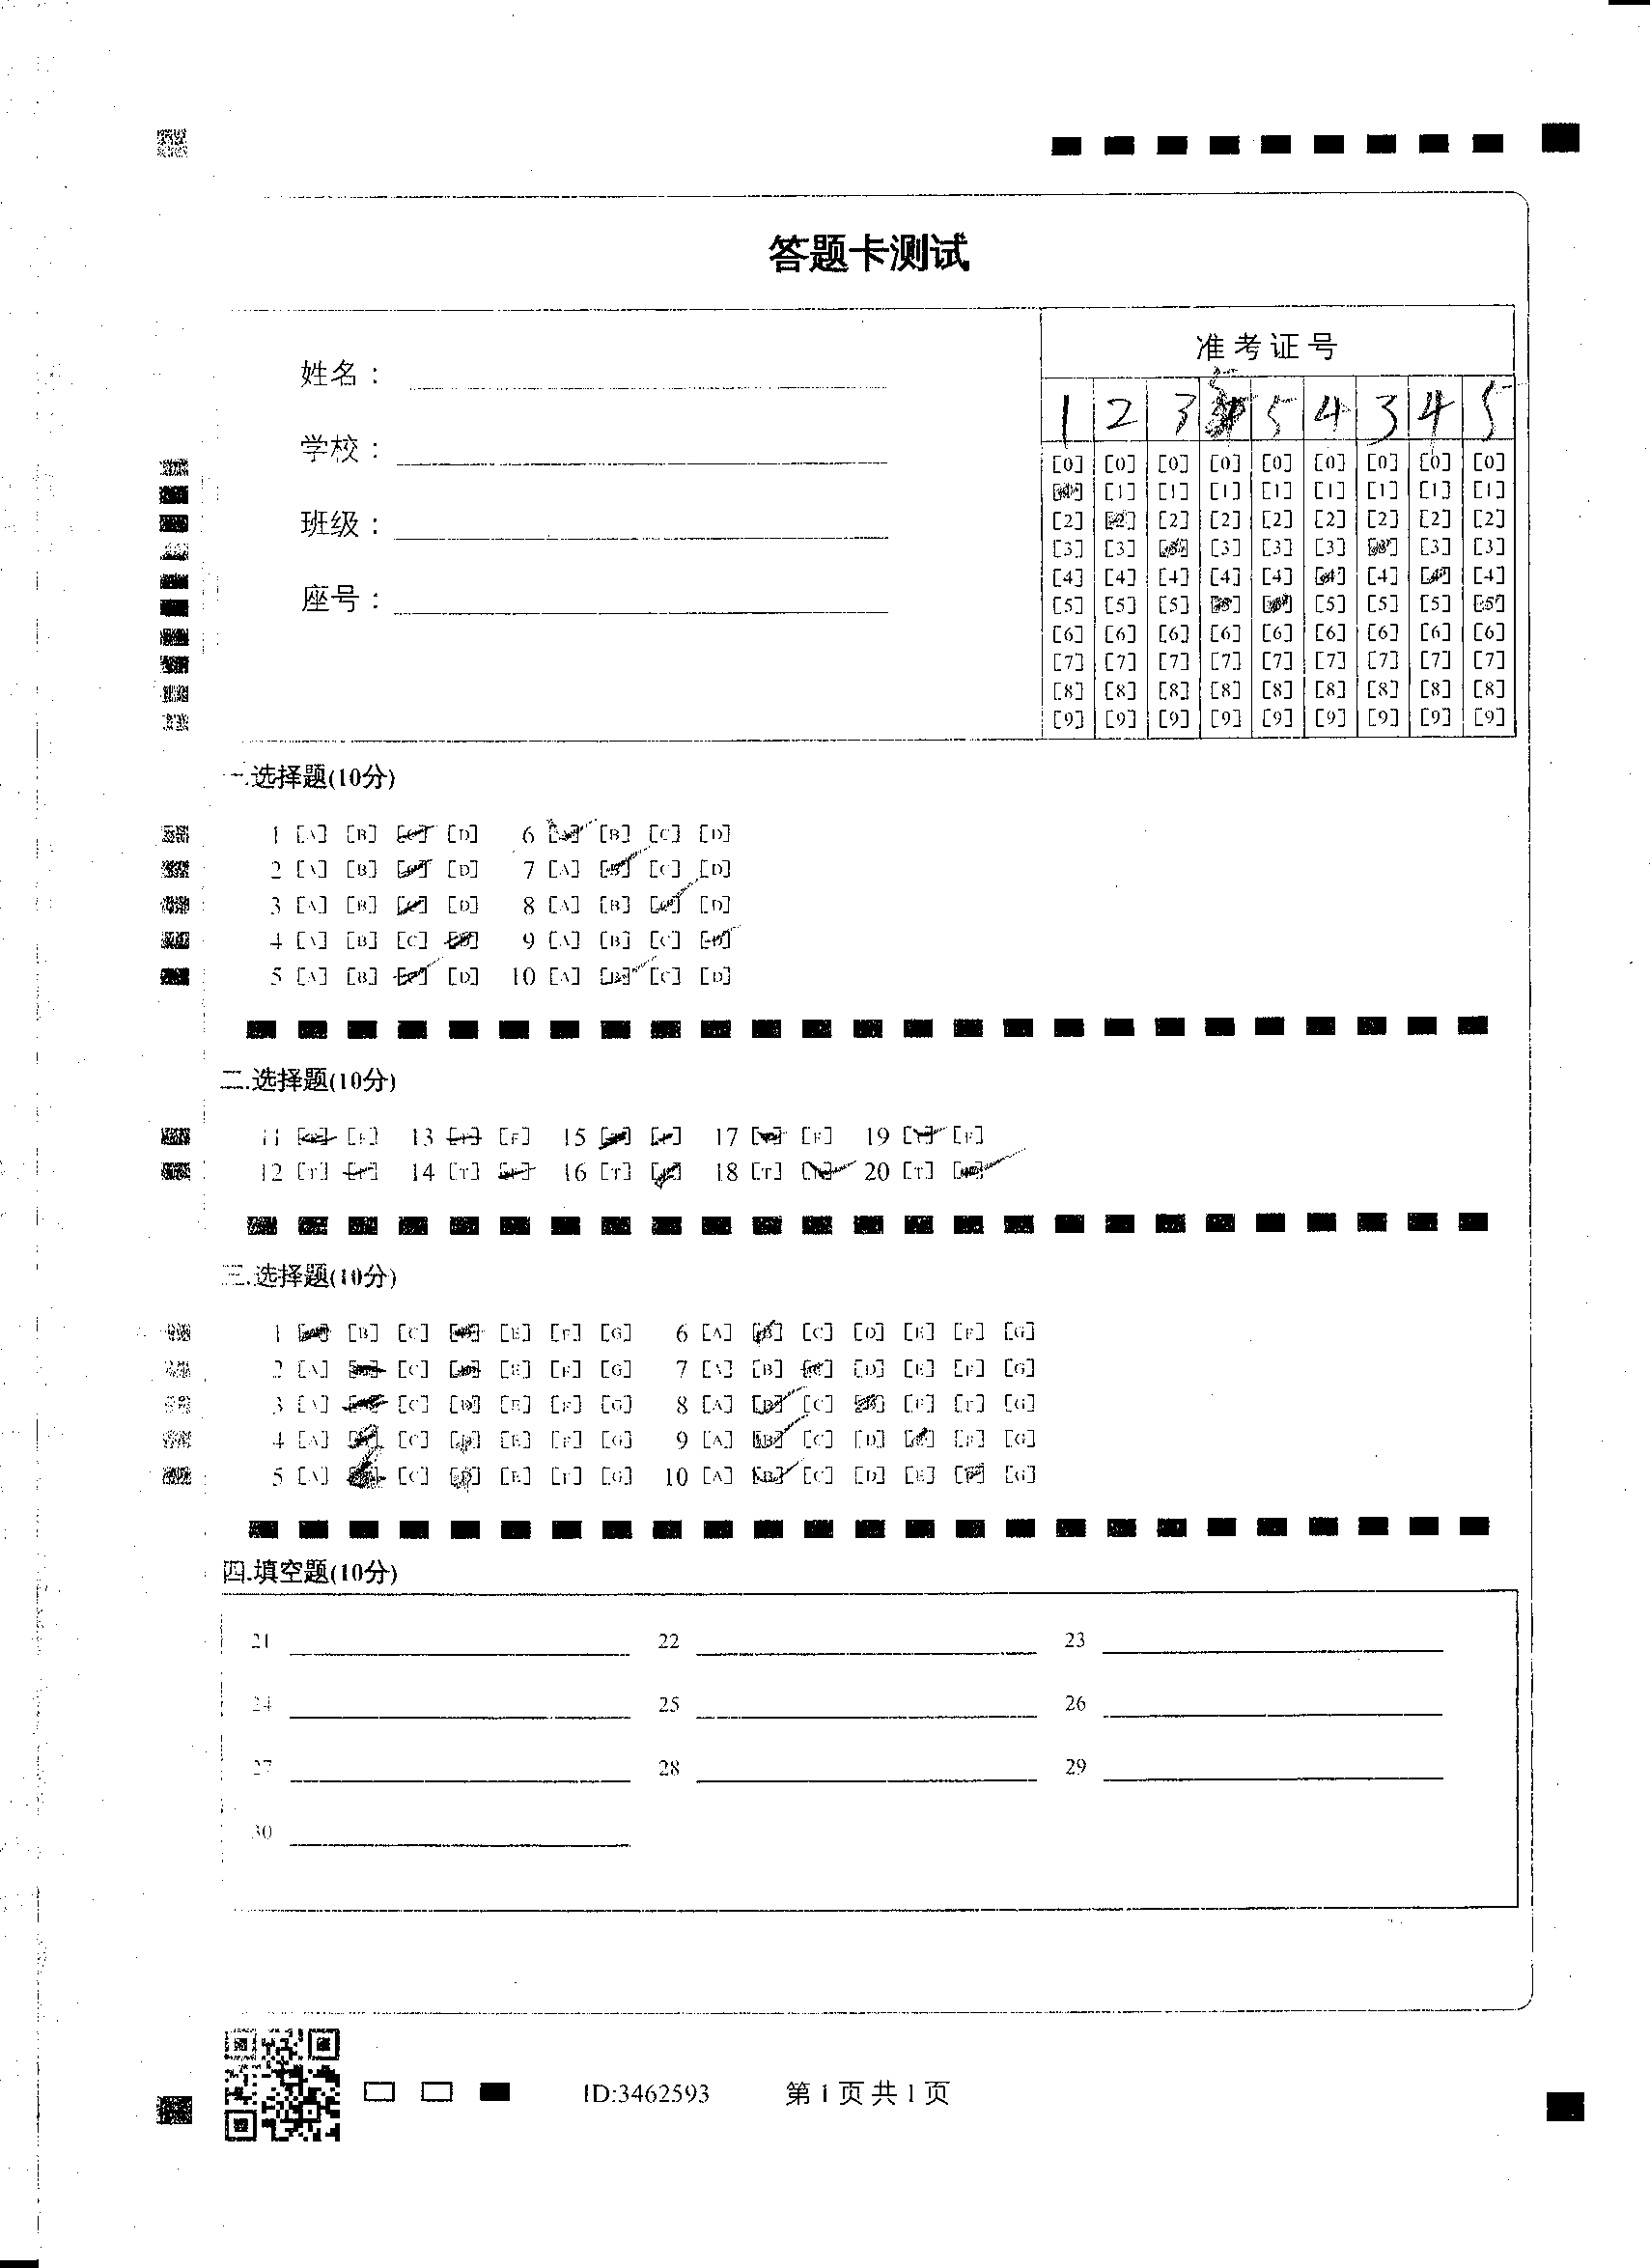 答题卡测试
准考证号
姓名：
1 2 3 5 4 3 4 5
学校：
[0] [0] [0] [0] [0] [0] [0] [0] [0]
[1] [1] [1] [1] [1] [1] [1] [1]
班级：
[2] [2] [2] [2] [2] [2] [2] [2]
[3] [3] [3] [3] [3] [3] [3]
[4] [4] [4] [4] [4] [4] [4]
座号：
[5] [5] [5] [5] [5] [5] [5]
[6] [6] [6] [6] [6] [6] [6] [6] [6]
[7] [7] [7] [7] [7] [7] [7] [7] [7]
[8] [8] [8] [8] [8] [8] [8] [8] [8]
[9] [9] [9] [9] [9] [9] [9] [9] [9]
一.选择题(10分)
1 [A] [B] [D] 6 [B] [C] [D]
2 [A] [B] [D] 7 [A] [C] [D]
3 [A] [B] [D] 8 [A] [B] [D]
4 [A] [B] [C] 9 [A] [B] [C]
5 [A] [B] [D] 10 [A] [C] [D]
二.选择题(10分)
11 [F] 13 [F] 15 17 [F] 19 [F]
12 [T] 14 [T] 16 [T] 18 [T] 20 [T]
三.选择题(10分)
1 [B] [C] [E] [F] [G] 6 [A] [C] [D] [E] [F] [G]
2 [A] [C] [E] [F] [G] 7 [A] [B] [D] [E] [F] [G]
3 [A] [C] [D] [E] [F] [G] 8 [A] [C] [E] [F] [G]
4 [A] [C] [E] [F] [G] 9 [A] [C] [D] [F] [G]
5 [A] [C] [D] [E] [F] [G] 10 [A] [B] [C] [D] [E] [F] [G]
四.填空题(10分)
21 22 23
24 25 26
27 28 29
30
ID:3462593 第1页共1页